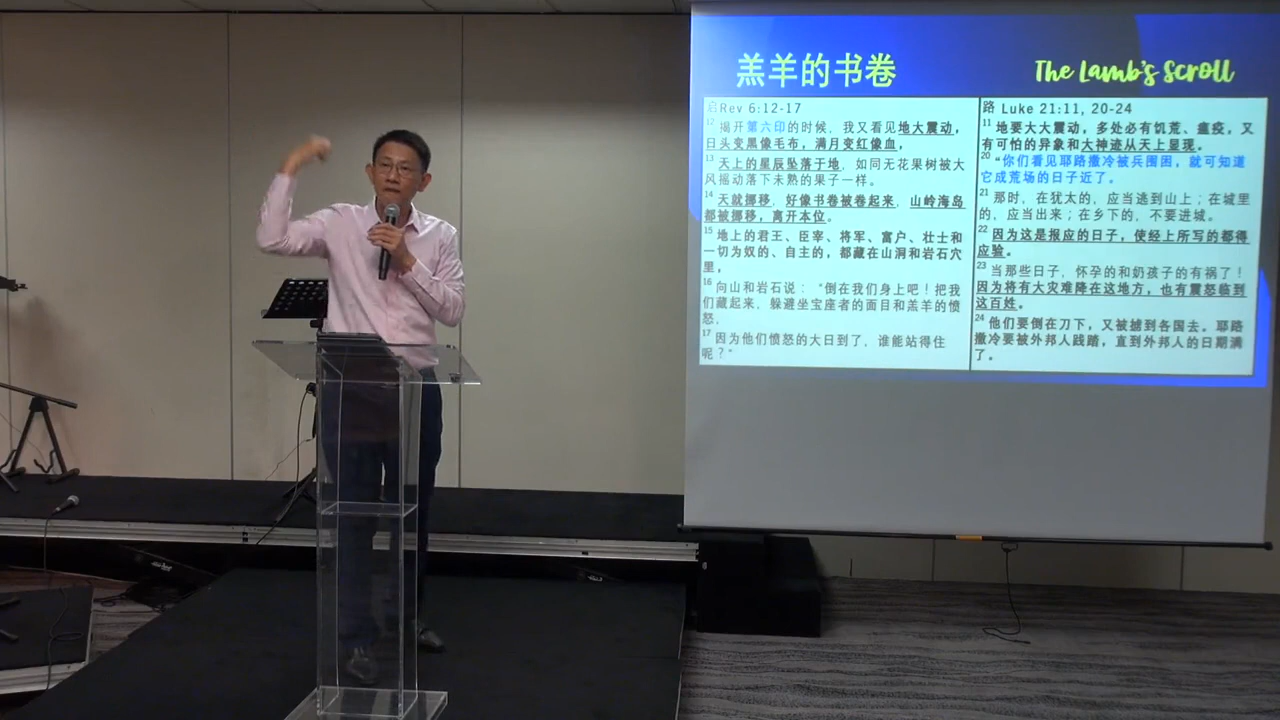 羔羊的书卷
The Lamb's Scroll
启Rev 6:12-17
12 揭开第六印的时候，我又看见地大震动，
日头变黑像毛布，满月变红像血，
13 天上的星辰坠落于地，如同无花果树被大
风摇动落下未熟的果子一样。
14 天就挪移，好像书卷被卷起来，山岭海岛
都被挪移，离开本位。
15 地上的君王、臣宰、将军、富户、壮士和
一切为奴的、自主的，都藏在山洞和岩石穴
里，
16 向山和岩石说：“倒在我们身上吧！把我
们藏起来，躲避坐宝座者的面目和羔羊的愤
怒，
17 因为他们愤怒的大日到了，谁能站得住
呢？”
路 Luke 21:11, 20-24
11 地要大大震动，多处必有饥荒、瘟疫，又
有可怕的异象和大神迹从天上显现。
20 “你们看见耶路撒冷被兵围困，就可知道
它成荒场的日子近了。
21 那时，在犹太的，应当逃到山上；在城里
的，应当出来；在乡下的，不要进城。
22 因为这是报应的日子，使经上所写的都得
应验。
23 当那些日子，怀孕的和奶孩子的有祸了！
因为将有大灾难降在这地方，也有震怒临到
这百姓。
24 他们要倒在刀下，又被掳到各国去。耶路
撒冷要被外邦人践踏，直到外邦人的日期满
了。